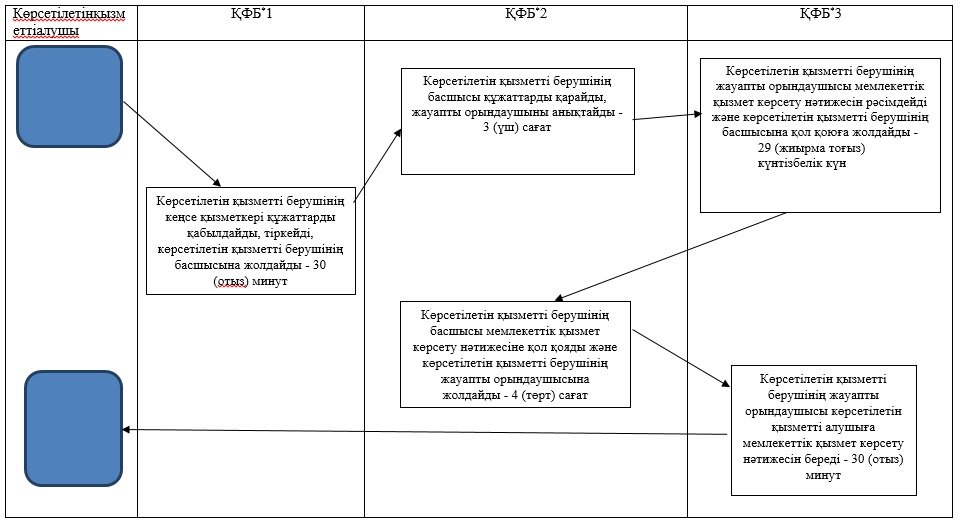 Көрсетілетінқызм
еттіалушы
ҚФБ*1
ҚФБ*2
ҚФБ*3
Көрсетілетін қызметті берушінің
кеңсе қызметкері құжаттарды
қабылдайды, тіркейді,
көрсетілетін қызметті берушінің
басшысына жолдайды - 30
(отыз) минут
Көрсетілетін қызметті берушінің
басшысы құжаттарды қарайды,
жауапты орындаушыны анықтайды -
3 (үш) сағат
Көрсетілетін қызметті берушінің
жауапты орындаушысы мемлекеттік
қызмет көрсету нәтижесін рәсімдейді
және көрсетілетін қызметті берушінің
басшысына қол қоюға жолдайды -
29 (жиырма тоғыз)
күнтізбелік күн
Көрсетілетін қызметті берушінің
басшысы мемлекеттік қызмет
көрсету нәтижесіне қол қояды және
көрсетілетін қызметті берушінің
жауапты орындаушысына
жолдайды - 4 (төрт) сағат
Көрсетілетін қызметті
берушінің жауапты
орындаушысы көрсетілетін
қызметті алушыға
мемлекеттік қызмет көрсету
нәтижесін береді - 30 (отыз)
минут